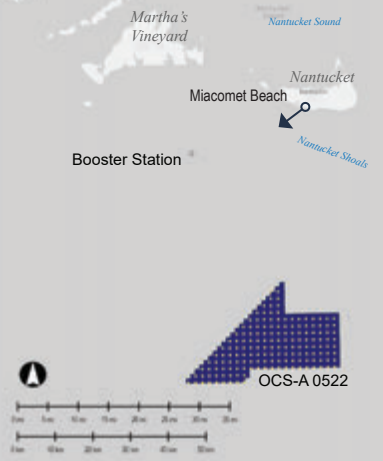 Martha's
Vineyard
Nantucket Sound
Nantucket
Miacomet Beach
Nantucket Shoals
Booster Station
OCS-A 0522